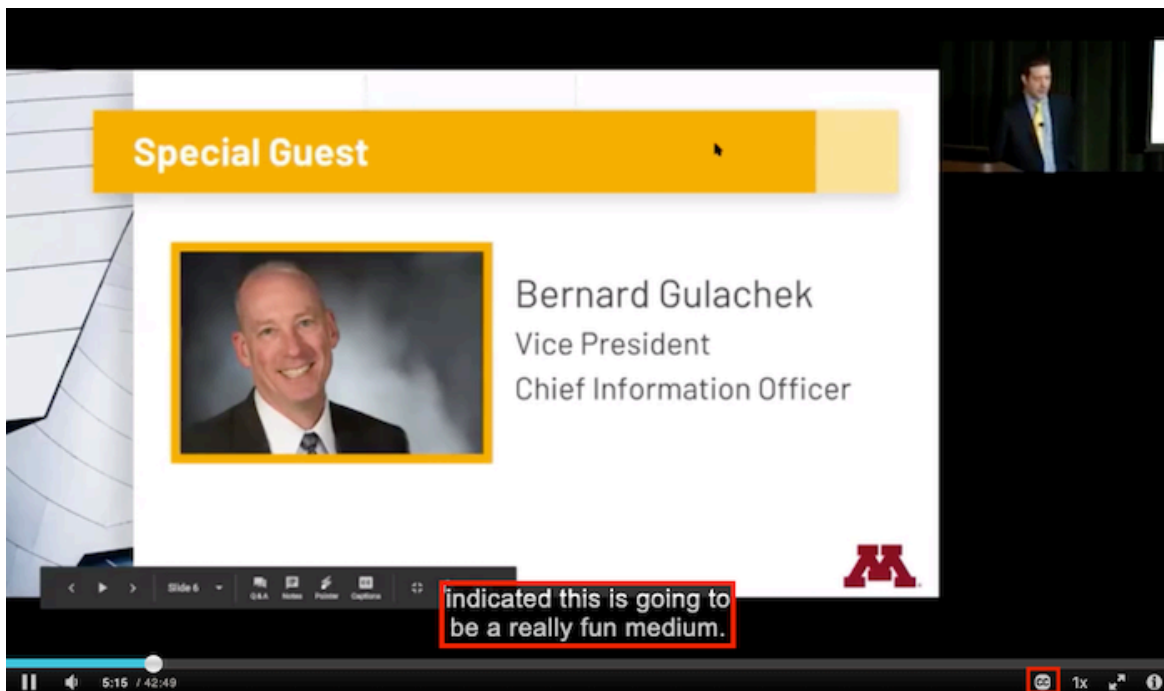 Special Guest
Bernard Gulachek
Vice President
Chief Information Officer
M
Slide 6
Q&A Notes Pointer Captions
indicated this is going to
be a really fun medium.
5:15 / 42:49
CC 1x